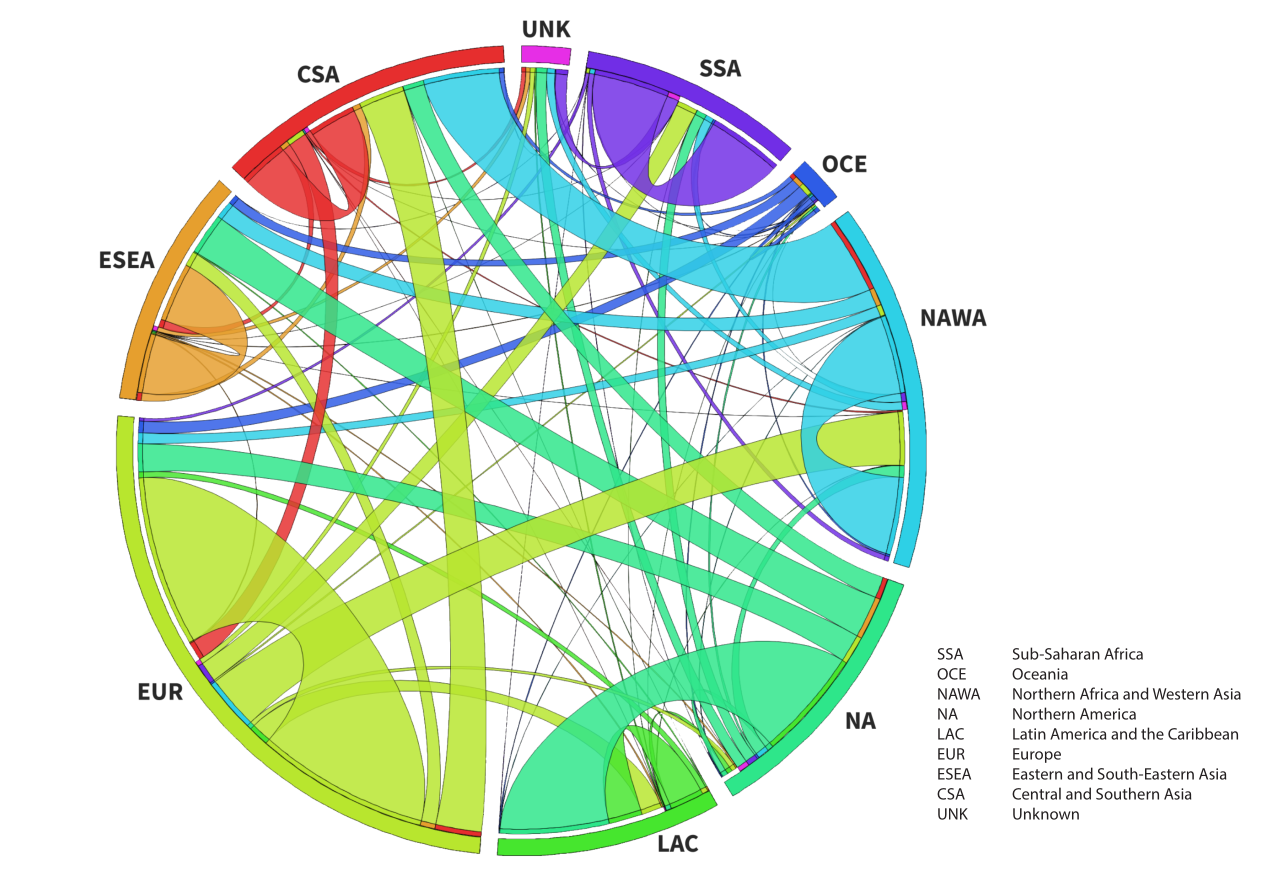 UNK
CSA
SSA
OCE
ESEA
NAWA
EUR
NA
LAC
SSA Sub-Saharan Africa
OCE Oceania
NAWA Northern Africa and Western Asia
NA Northern America
LAC Latin America and the Caribbean
EUR Europe
ESEA Eastern and South-Eastern Asia
CSA Central and Southern Asia
UNK Unknown